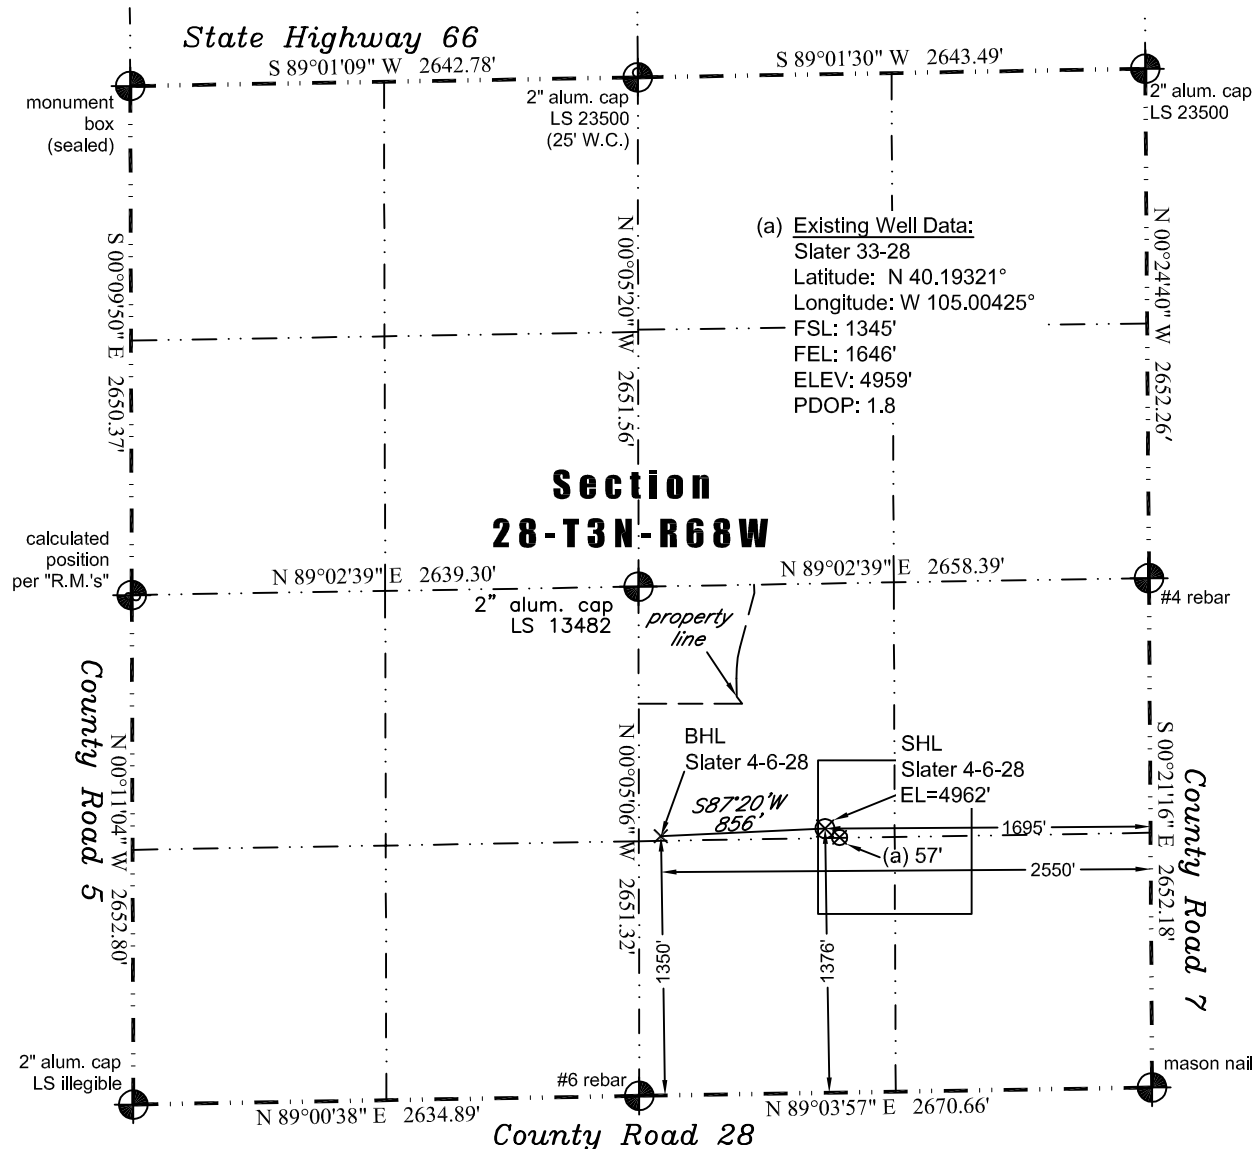 State Highway 66
S 89°01'09" W 2642.78'
S 89°01'30" W 2643.49'
monument
box
(sealed)
2" alum. cap
LS 23500
(25' W.C.)
2" alum. cap
LS 23500
S 00°09'50" E 2650.37'
N 00°05'20" W 2651.56'
N 00°24'40" W 2652.26'
(a) Existing Well Data:
Slater 33-28
Latitude: N 40.19321°
Longitude: W 105.00425°
FSL: 1345'
FEL: 1646'
ELEV: 4959'
PDOP: 1.8
Section
28-T3N-R68W
calculated
position
per "R.M.'s"
N 89°02'39" E 2639.30'
N 89°02'39" E 2658.39'
2" alum. cap
LS 13482
#4 rebar
property
line
County Road 5
N 00°11'04" W 2652.80'
N 00°05'06" W 2651.32'
BHL
Slater 4-6-28
S87°20'W
856'
SHL
Slater 4-6-28
EL=4962'
1695'
(a) 57'
2550'
1350'
1376'
S 00°21'16" E 2652.18'
County Road 7
2" alum. cap
LS illegible
#6 rebar
mason nail
N 89°00'38" E 2634.89'
N 89°03'57" E 2670.66'
County Road 28